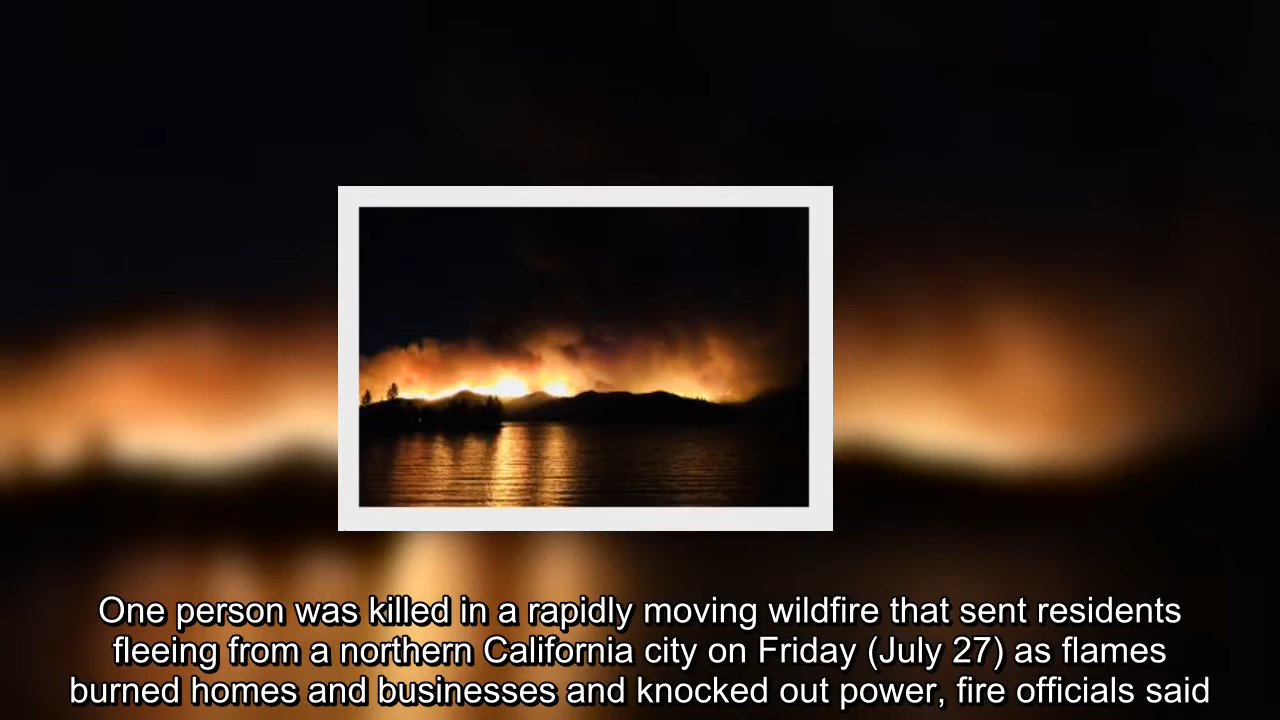 One person was killed in a rapidly moving wildfire that sent residents
fleeing from a northern California city on Friday (July 27) as flames
burned homes and businesses and knocked out power, fire officials said